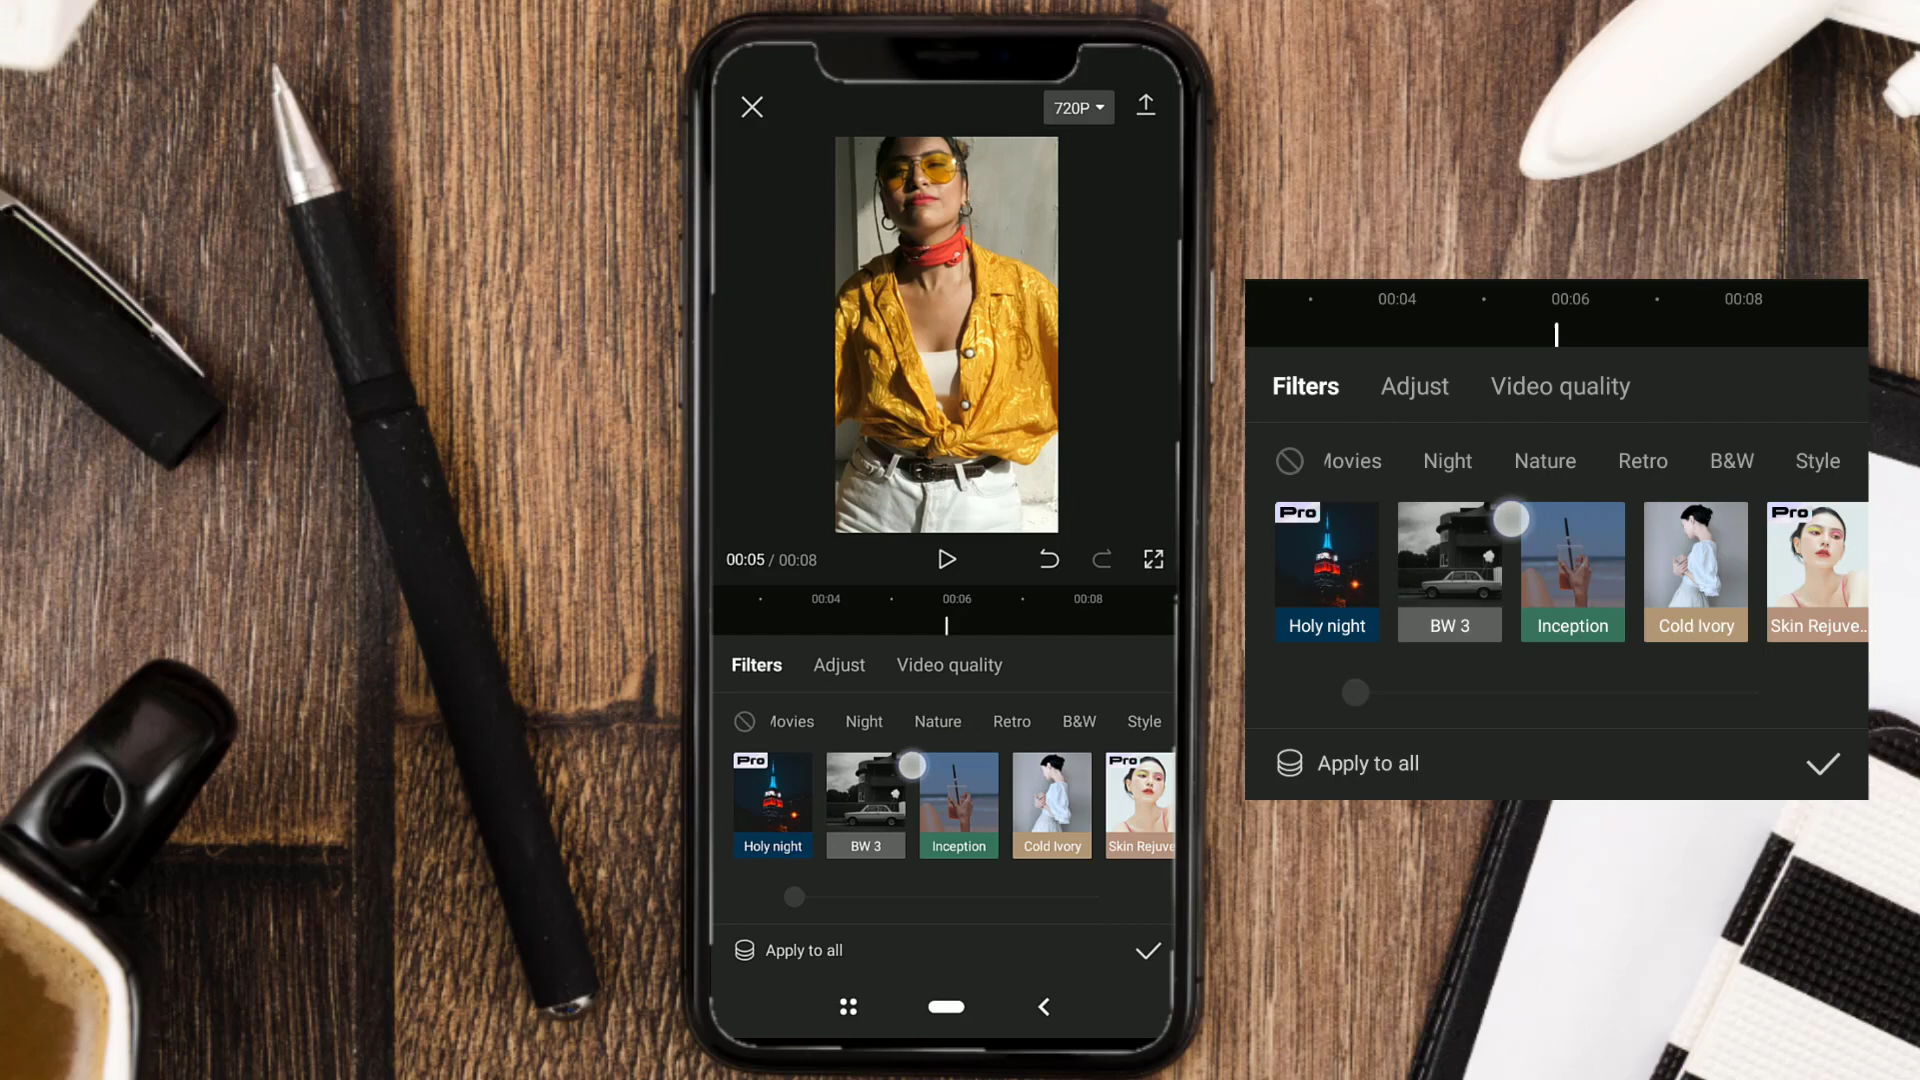 720P
00:05 / 00:08
00:04 00:06 00:08
Filters Adjust Video quality
Movies Night Nature Retro B&W Style
Pro Pro
Holy night BW 3 Inception Cold Ivory Skin Rejuve
Apply to all
00:04 00:06 00:08
Filters Adjust Video quality
Movies Night Nature Retro B&W Style
Pro Pro
Holy night BW 3 Inception Cold Ivory Skin Rejuve..
Apply to all